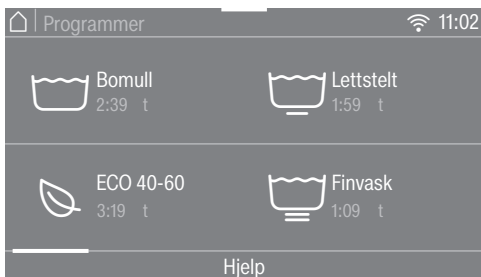 Programmer 11:02
Bomull
2:39 t
Lettstelt
1:59 t
ECO 40-60
3:19 t
Finvask
1:09 t
Hjelp